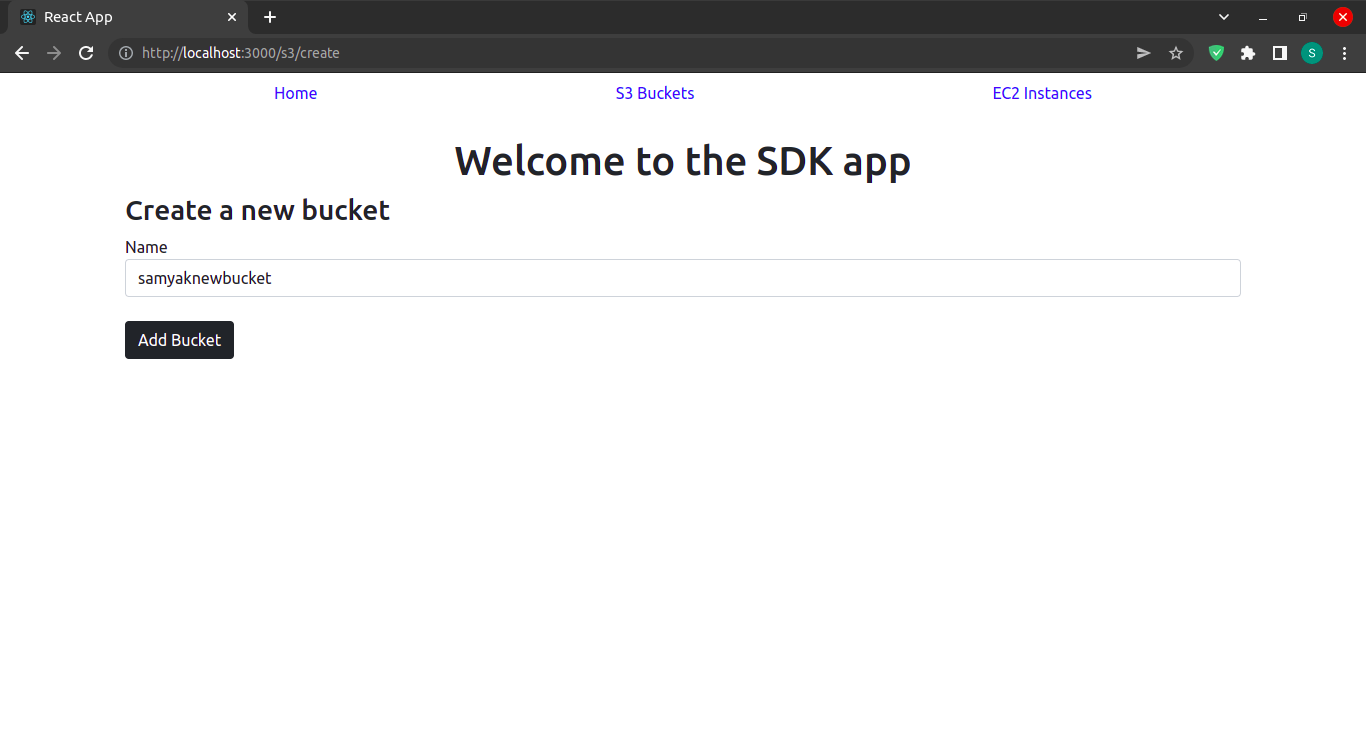 React App
http://localhost:3000/s3/create
S
Home S3 Buckets EC2 Instances
Welcome to the SDK app
Create a new bucket
Name
samyaknewbucket
Add Bucket